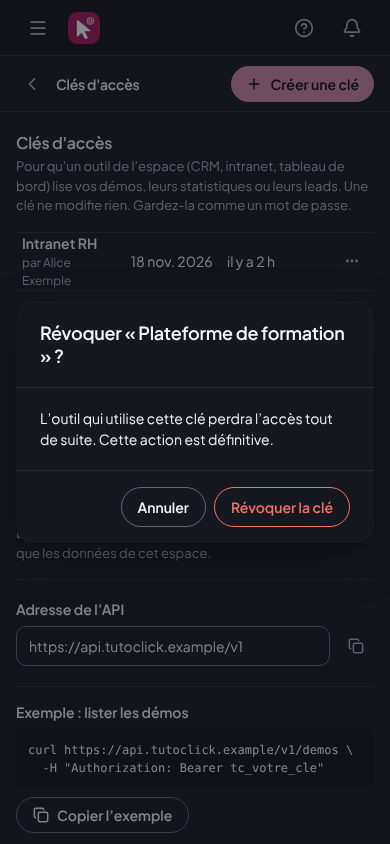 Clés d'accès
Créer une clé
Clés d'accès
Pour qu’un outil de l’espace (CRM, intranet, tableau de
bord) lise vos démos, leurs statistiques ou leurs leads. Une
clé ne modifie rien. Gardez-la comme un mot de passe.
Intranet RH
par Alice
Exemple
18 nov. 2026
il y a 2 h
Révoquer « Plateforme de formation
» ?
L’outil qui utilise cette clé perdra l’accès tout
de suite. Cette action est définitive.
Annuler
Révoquer la clé
que les données de cet espace.
Adresse de l’API
https://api.tutoclick.example/v1
Exemple : lister les démos
curl https://api.tutoclick.example/v1/demos \
-H "Authorization: Bearer tc_votre_cle"
Copier l’exemple